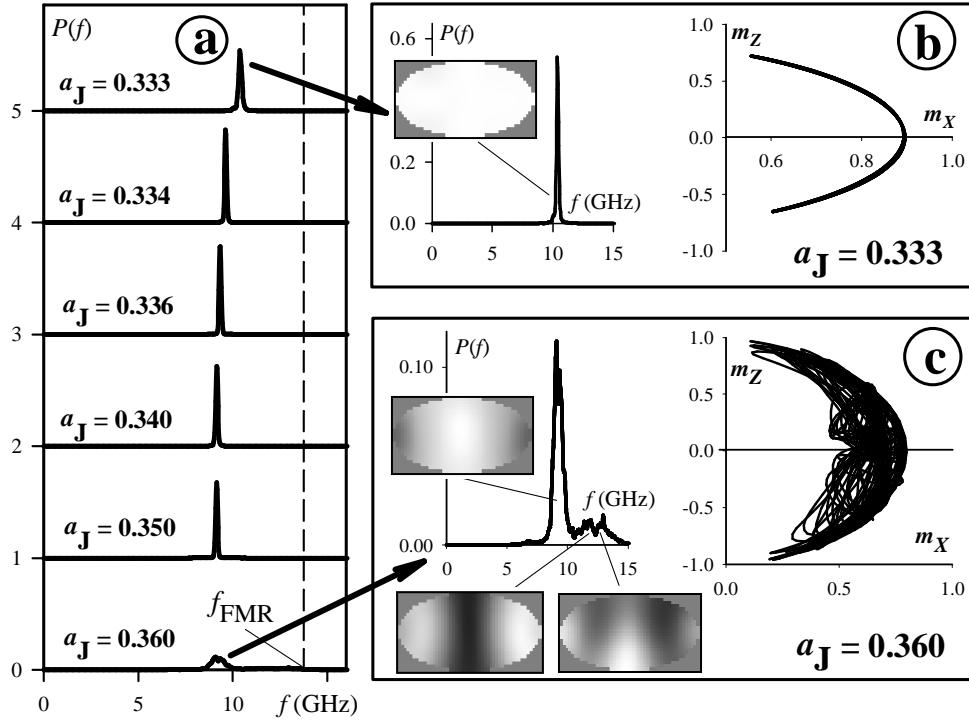 P(f)
a
a_J = 0.333
5
a_J = 0.334
4
a_J = 0.336
3
a_J = 0.340
2
a_J = 0.350
1
f_FMR
a_J = 0.360
0
0 5 10 f (GHz)
b
0.6
P(f)
0.2
f (GHz)
0.0
0 5 10 15
1.0
m_Z
0.5
m_X
0.0
0.6 0.8 1.0
-0.5
-1.0
a_J = 0.333
c
P(f)
0.10
f (GHz)
0.00
0 5 10 15
1.0
m_Z
0.5
0.0
-0.5
m_X
-1.0
0.0 0.5 1.0
a_J = 0.360